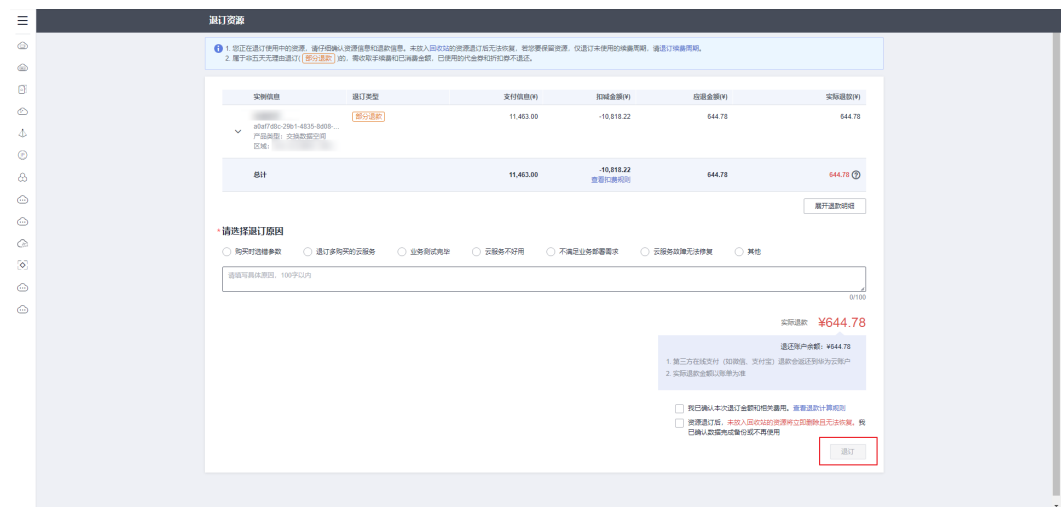 退订资源
1. 您正在退订使用中的资源，请仔细确认资源信息和退款信息。未放入回收站的资源退订后无法恢复，若您要保留资源，仅退订未使用的续费周期，请退订续费周期。
2. 属于非五天无理由退订( 部分退款 )的，需收取手续费和已消费金额，已使用的代金券和折扣券不退还。
实例信息 退订类型 支付信息(¥) 扣减金额(¥) 应退金额(¥) 实际退款(¥)
部分退款 11,463.00 -10,818.22 644.78 644.78
a0af7d8c-29b1-4835-8d08-...
产品类型：交换数据空间
区域：
总计 11,463.00 -10,818.22 644.78 644.78
查看扣费规则
展开退款明细
*请选择退订原因
购买时选错参数 退订多购买的云服务 业务测试完毕 云服务不好用 不满足业务部署需求 云服务故障无法修复 其他
请填写具体原因，100字以内
0/100
实际退款 ¥644.78
退还账户余额：¥644.78
1. 第三方在线支付（如微信、支付宝）退款会退还到华为云账户
2. 实际退款金额以账单为准
我已确认本次退订金额和相关费用。查看退款计算规则
资源退订后，未放入回收站的资源将立即删除且无法恢复。我
已确认数据完成备份或不再使用
退订